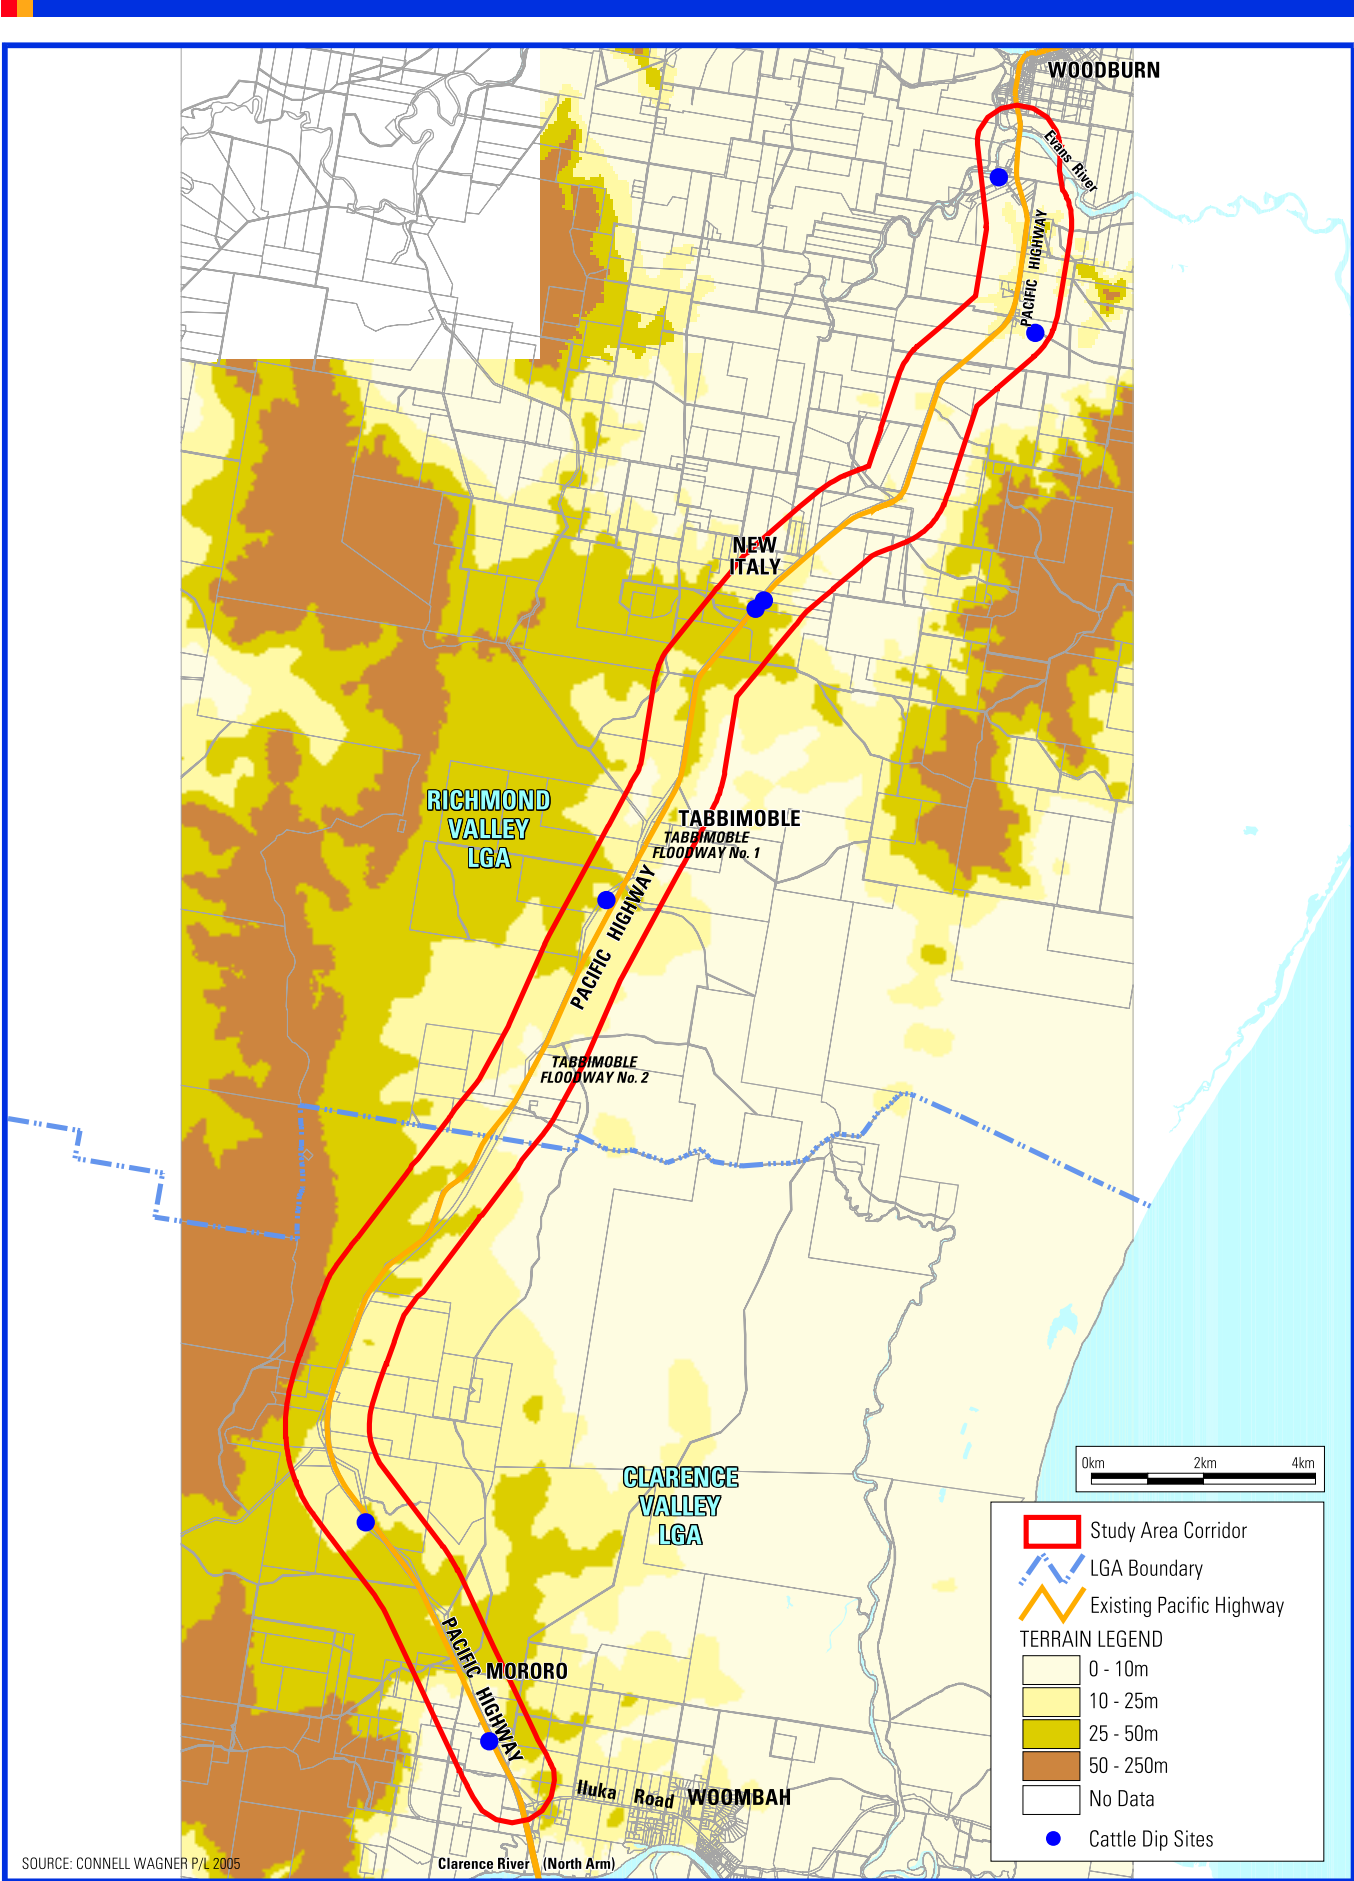 WOODBURN
Evans River
PACIFIC HIGHWAY
NEW
ITALY
RICHMOND
VALLEY
LGA
TABBIMOBLE
TABBIMOBLE
FLOODWAY No. 1
PACIFIC HIGHWAY
TABBIMOBLE
FLOODWAY No. 2
CLARENCE
VALLEY
LGA
0km 2km 4km
Study Area Corridor
LGA Boundary
Existing Pacific Highway
TERRAIN LEGEND
0 - 10m
10 - 25m
25 - 50m
50 - 250m
No Data
Cattle Dip Sites
PACIFIC HIGHWAY
MORORO
Iluka Road
WOOMBAH
SOURCE: CONNELL WAGNER P/L 2005
Clarence River (North Arm)